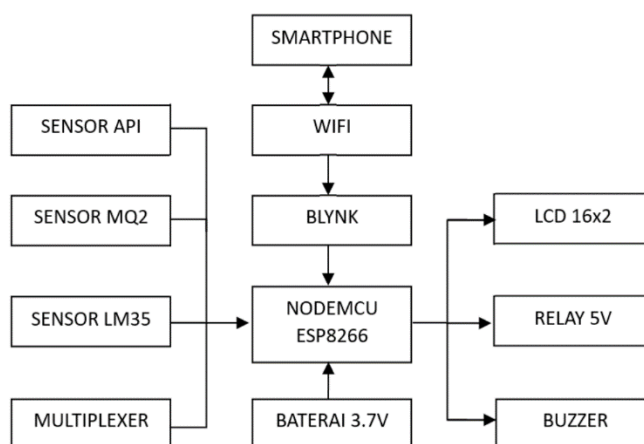 SMARTPHONE
SENSOR API
WIFI
SENSOR MQ2
BLYNK
LCD 16x2
SENSOR LM35
NODEMCU
ESP8266
RELAY 5V
MULTIPLEXER
BATERAI 3.7V
BUZZER